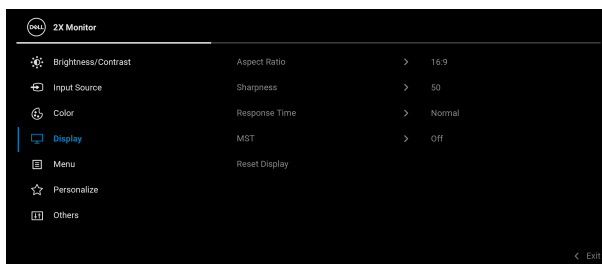 DELL 2X Monitor
Brightness/Contrast Aspect Ratio > 16:9
Input Source Sharpness > 50
Color Response Time > Normal
Display MST > Off
Menu Reset Display
Personalize
Others
< Exit